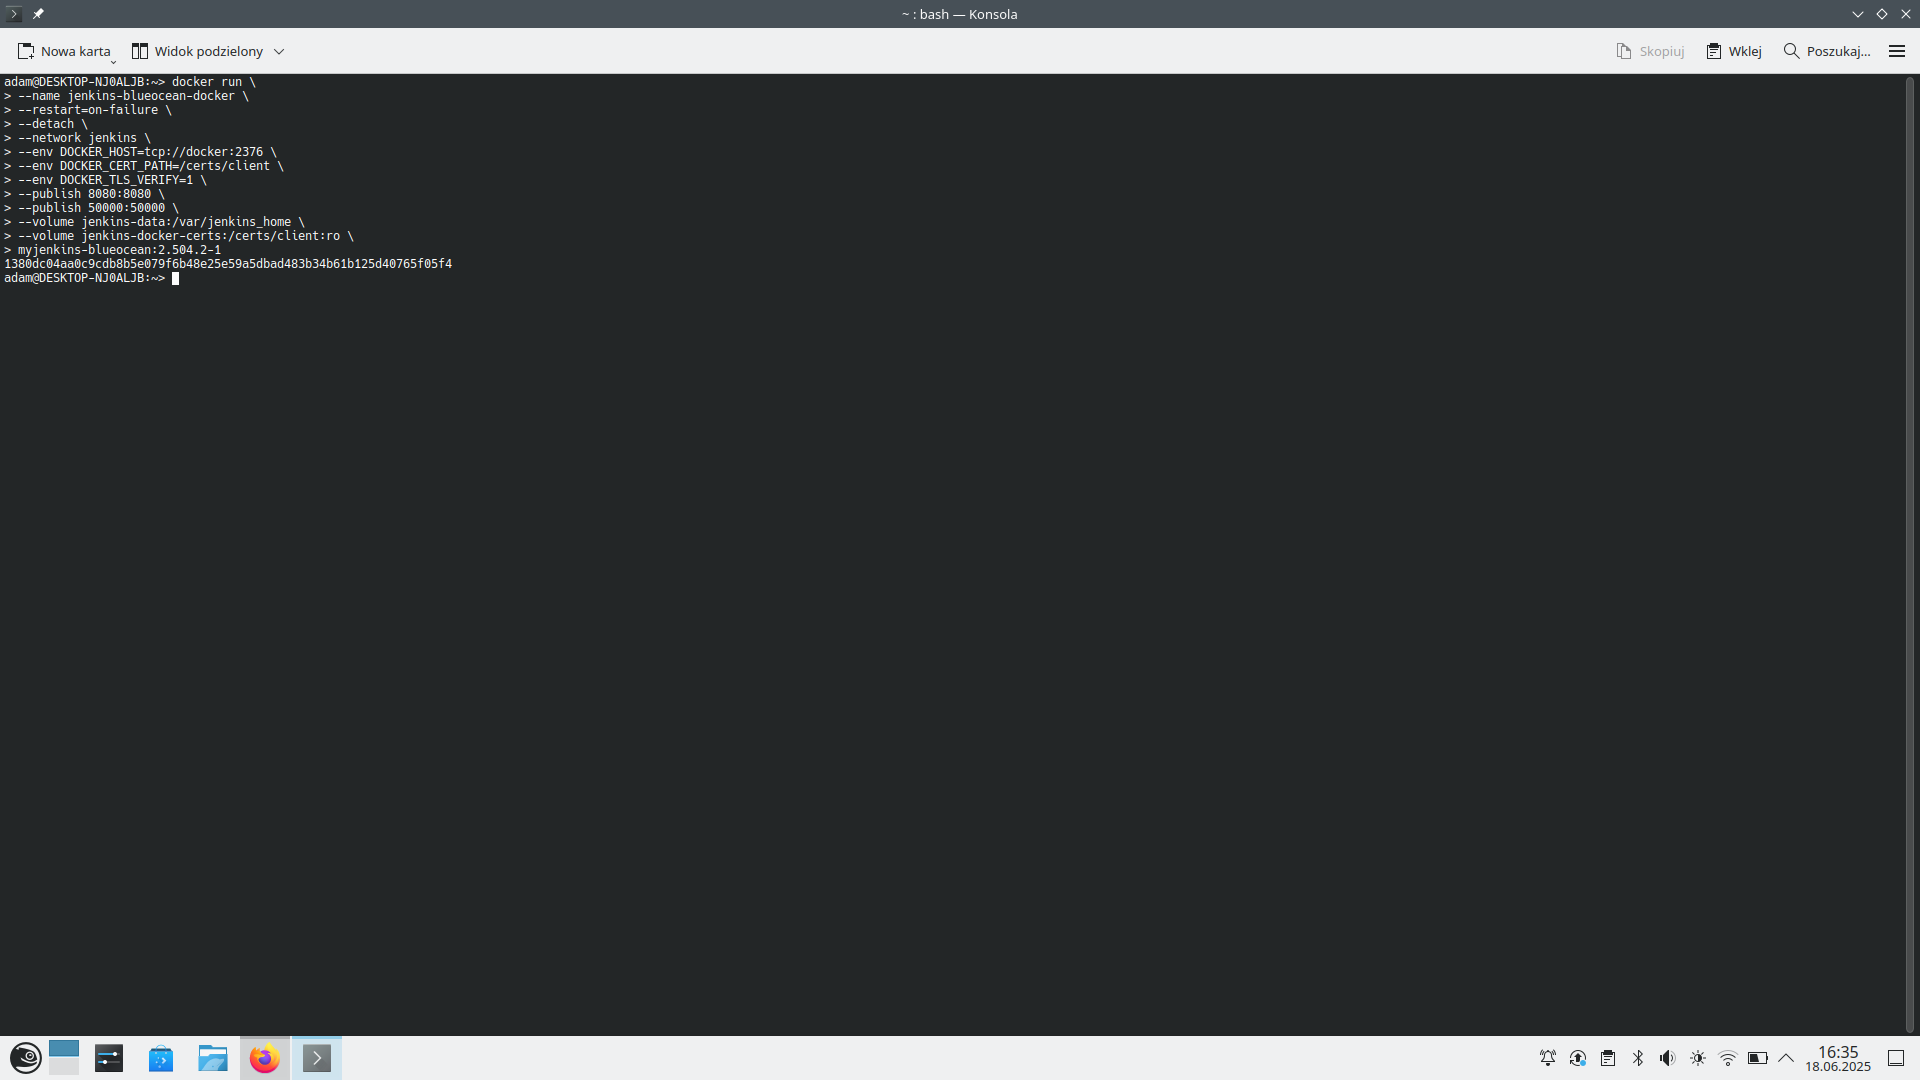 ~ : bash — Konsola
Nowa karta
Widok podzielony
Skopiuj
Wklej
Poszukaj...
adam@DESKTOP-NJ0ALJB:~> docker run \
> --name jenkins-blueocean-docker \
> --restart=on-failure \
> --detach \
> --network jenkins \
> --env DOCKER_HOST=tcp://docker:2376 \
> --env DOCKER_CERT_PATH=/certs/client \
> --env DOCKER_TLS_VERIFY=1 \
> --publish 8080:8080 \
> --publish 50000:50000 \
> --volume jenkins-data:/var/jenkins_home \
> --volume jenkins-docker-certs:/certs/client:ro \
> myjenkins-blueocean:2.504.2-1
1380dc04aa0c9cdb8b5e079f6b48e25e59a5dbad483b34b61b125d40765f05f4
adam@DESKTOP-NJ0ALJB:~>
16:35
18.06.2025